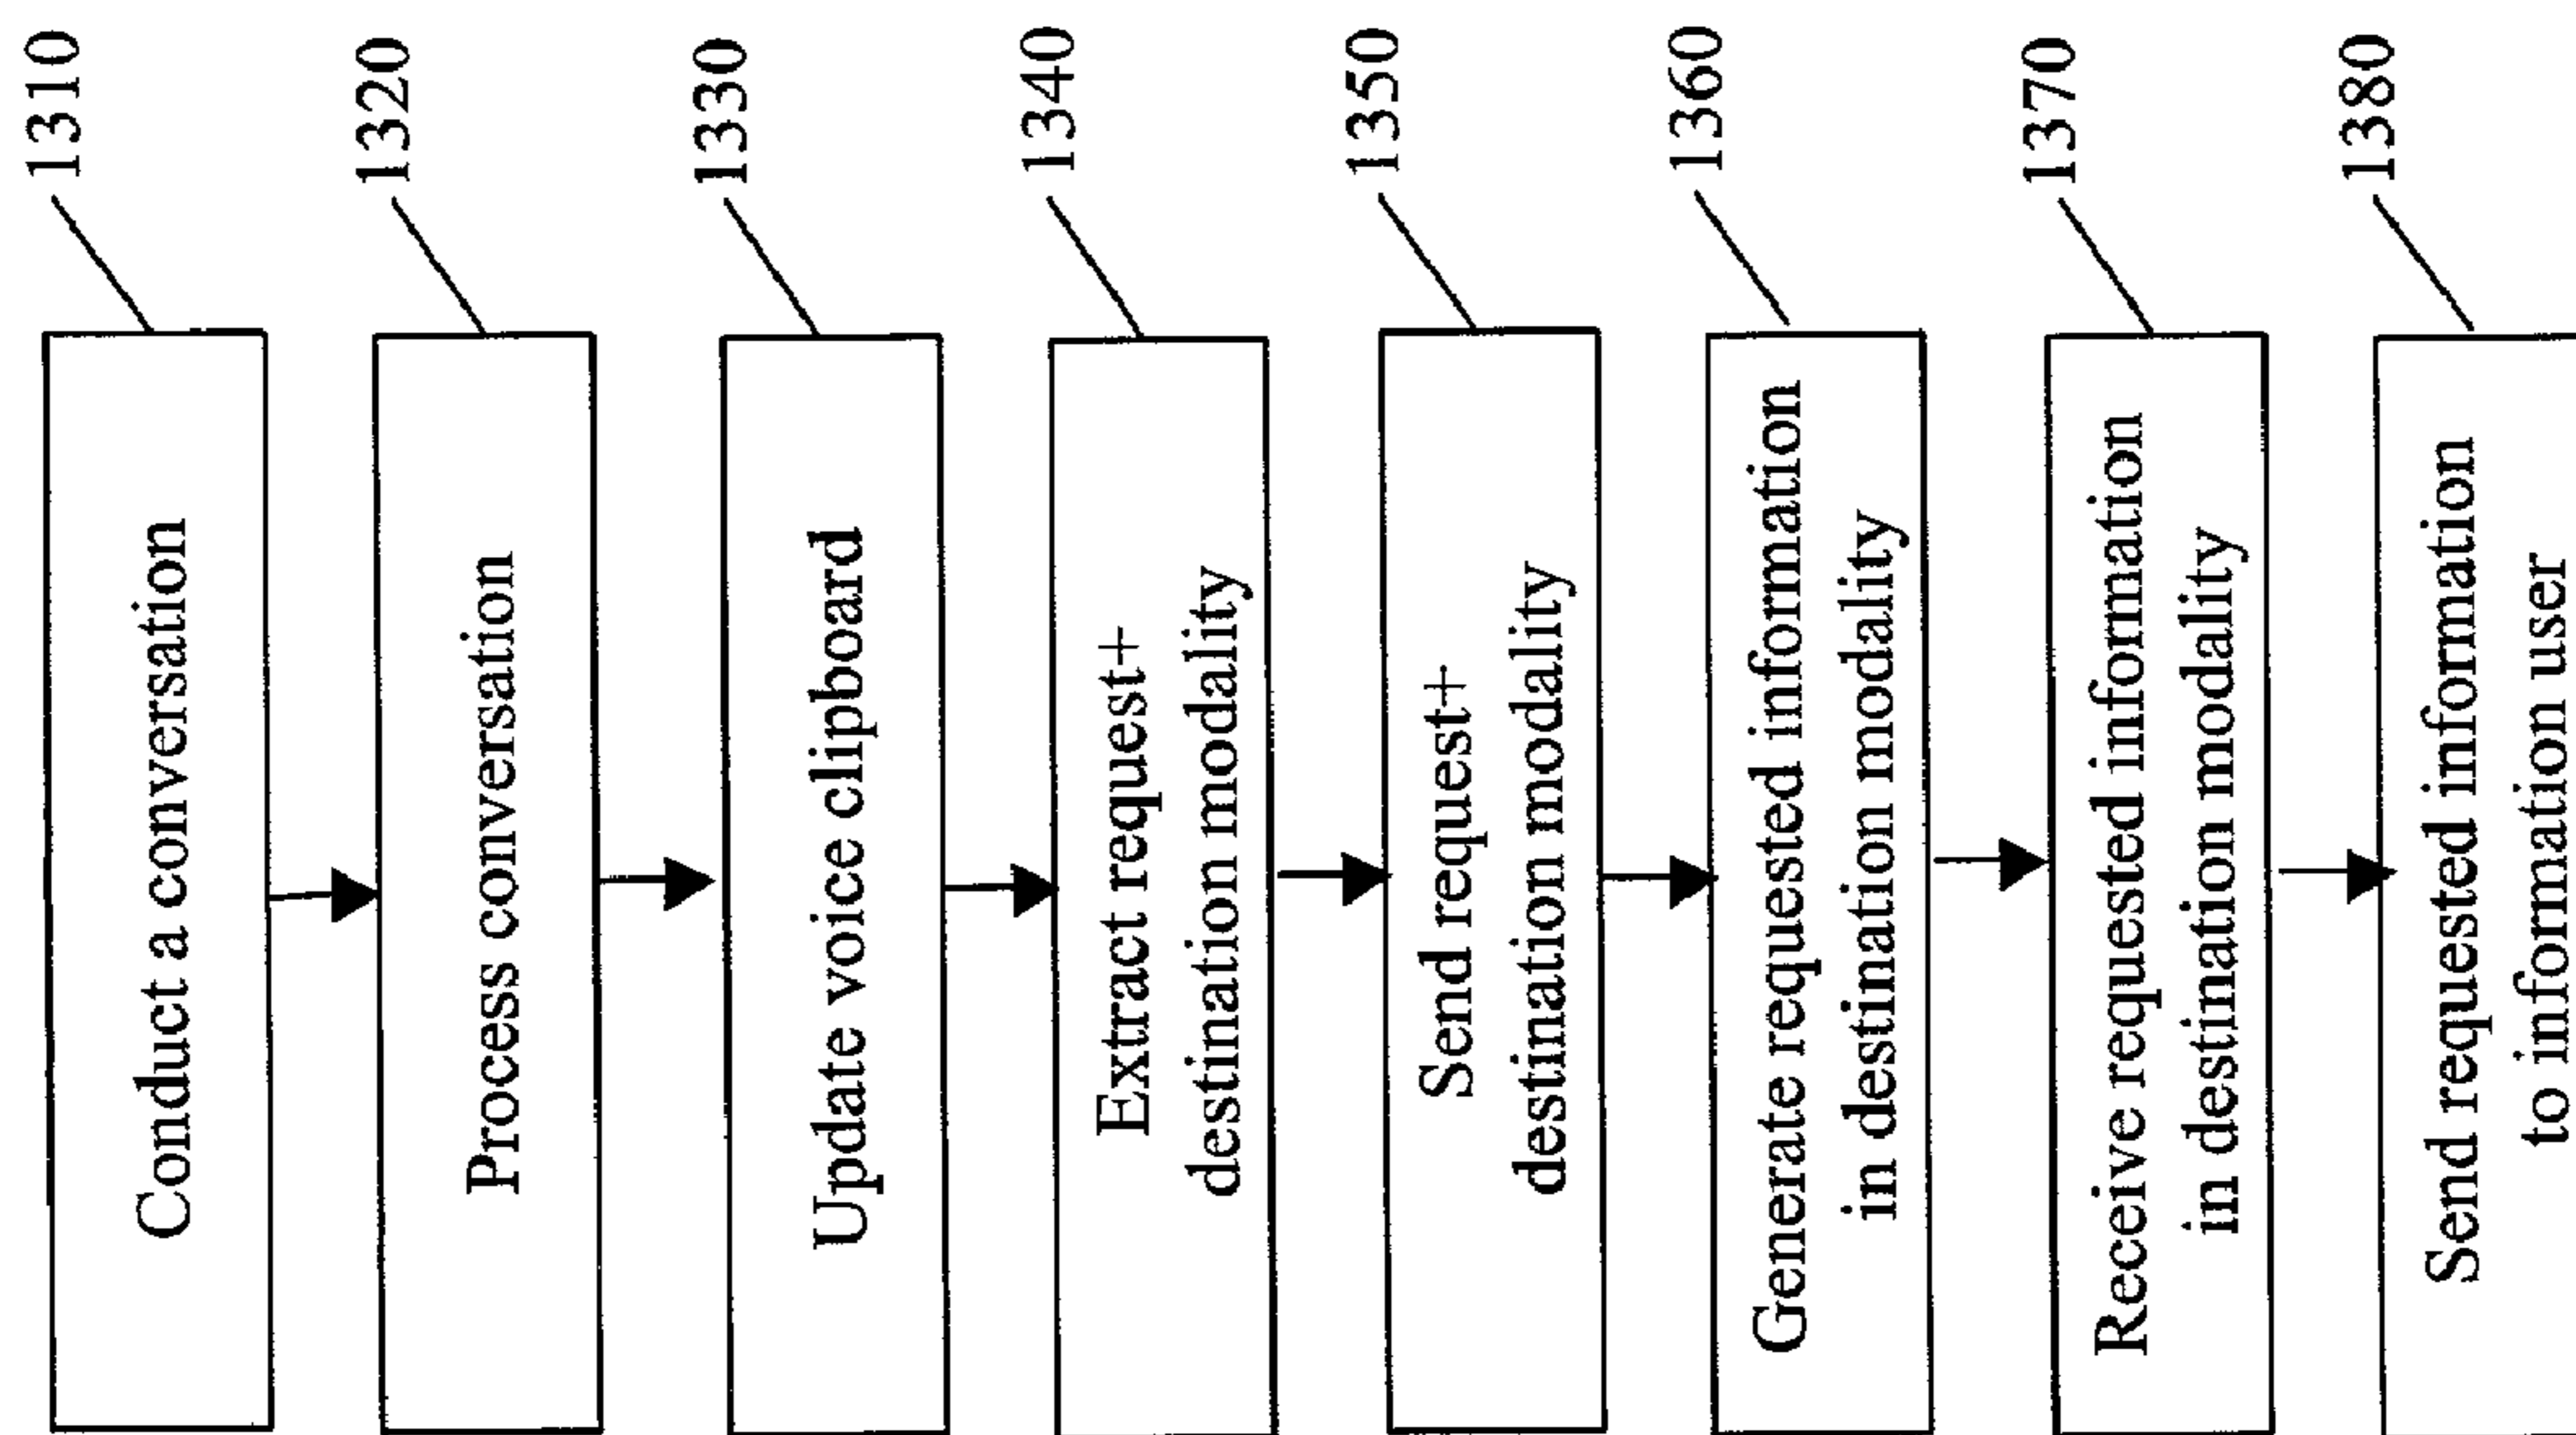 1310
Conduct a conversation
1320
Process conversation
1330
Update voice clipboard
1340
Extract request+
destination modality
1350
Send request+
destination modality
1360
Generate requested information
in destination modality
1370
Receive requested information
in destination modality
1380
Send requested information
to information user